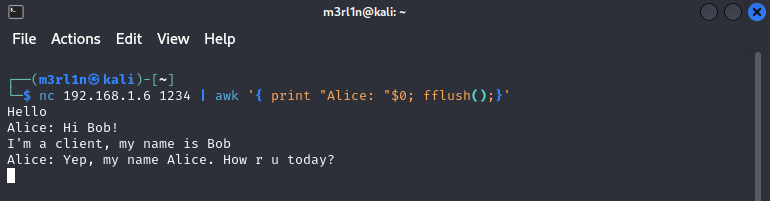 m3rl1n@kali: ~
File Actions Edit View Help
┌──(m3rl1n㉿kali)-[~]
└─$ nc 192.168.1.6 1234 | awk '{ print "Alice: "$0; fflush();}'
Hello
Alice: Hi Bob!
I'm a client, my name is Bob
Alice: Yep, my name Alice. How r u today?